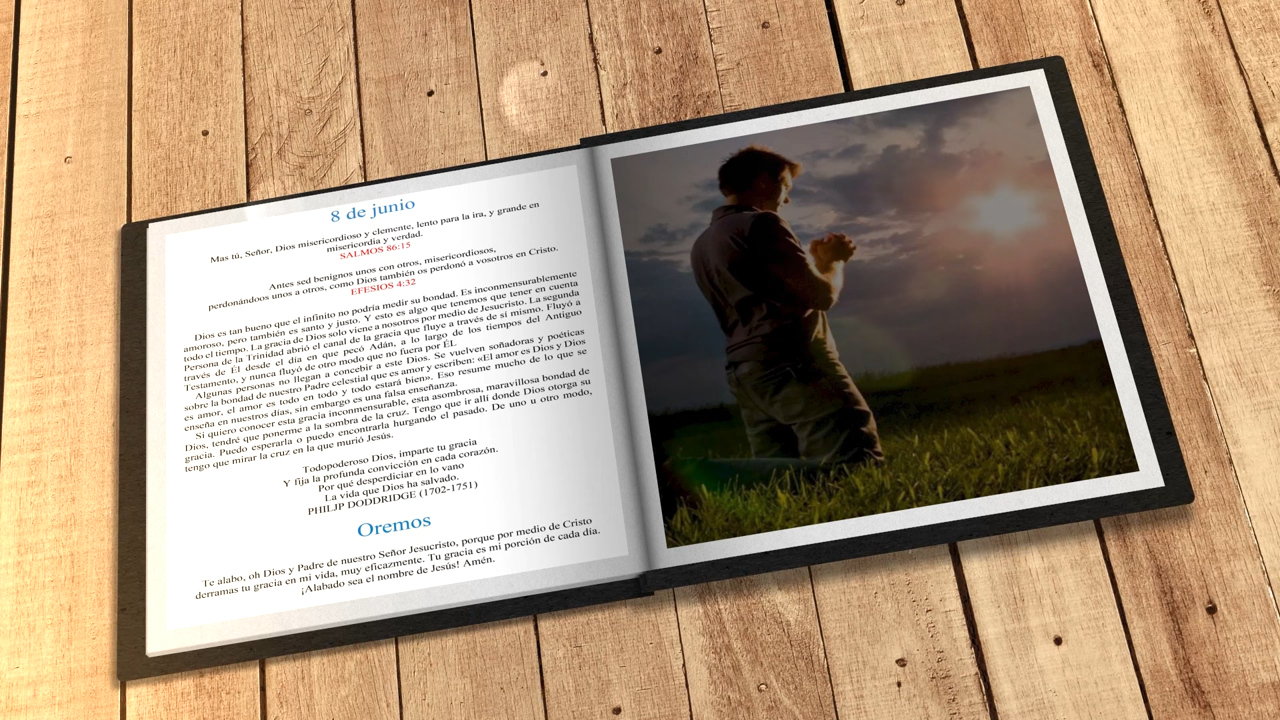 8 de junio
Mas tú, Señor, Dios misericordioso y clemente, lento para la ira, y grande en
misericordia y verdad.
SALMOS 86:15
Antes sed benignos unos con otros, misericordiosos,
perdonándoos unos a otros, como Dios también os perdonó a vosotros en Cristo.
EFESIOS 4:32
Dios es tan bueno que el infinito no podría medir su bondad. Es inconmensurablemente
amoroso, pero también es santo y justo. Y esto es algo que tenemos que tener en cuenta
todo el tiempo. La gracia de Dios solo viene a nosotros por medio de Jesucristo. La segunda
Persona de la Trinidad abrió el canal de la gracia que fluye a través de sí mismo. Fluyó a
través de Él desde el día en que pecó Adán, a lo largo de los tiempos del Antiguo
Testamento, y nunca fluyó de otro modo que no fuera por ÉL
Algunas personas no llegan a concebir a este Dios. Se vuelven soñadoras y poéticas
sobre la bondad de nuestro Padre celestial que es amor y escriben: «El amor es Dios y Dios
es amor, el amor es todo en todo y todo estará bien». Eso resume mucho de lo que se
enseña en nuestros días, sin embargo es una falsa enseñanza.
Si quiero conocer esta gracia inconmensurable, esta asombrosa, maravillosa bondad de
Dios, tendré que ponerme a la sombra de la cruz. Tengo que ir allí donde Dios otorga su
gracia. Puedo esperarla o puedo encontrarla hurgando el pasado. De uno u otro modo,
tengo que mirar la cruz en la que murió Jesús.
Todopoderoso Dios, imparte tu gracia
Y fija la profunda convicción en cada corazón.
Por qué desperdiciar en lo vano
La vida que Dios ha salvado.
PHILJP DODDRIDGE (1702-1751)
Oremos
Te alabo, oh Dios y Padre de nuestro Señor Jesucristo, porque por medio de Cristo
derramas tu gracia en mi vida, muy eficazmente. Tu gracia es mi porción de cada día.
¡Alabado sea el nombre de Jesús! Amén.